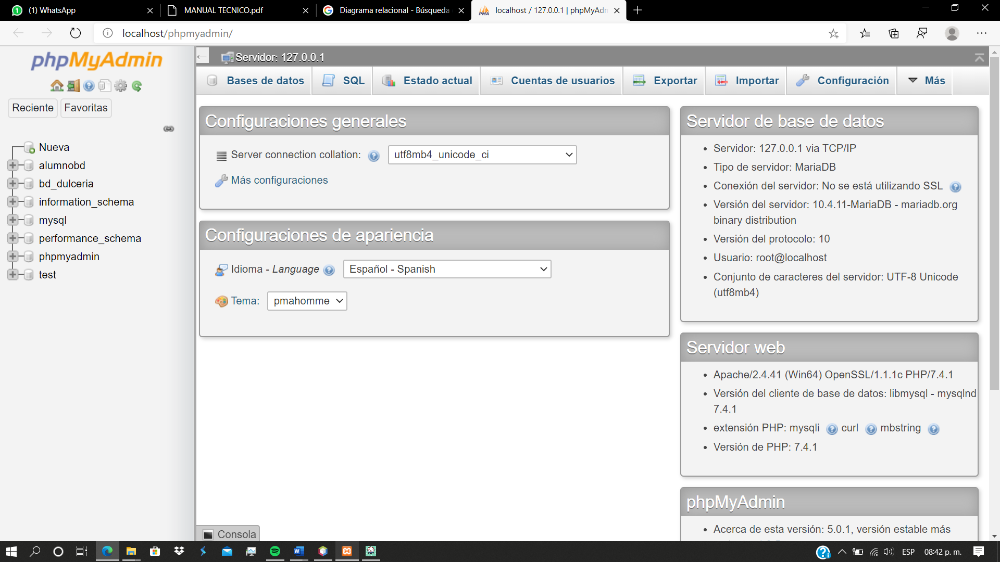 (1) WhatsApp
MANUAL TECNICO.pdf
Diagrama relacional - Búsqueda
localhost / 127.0.0.1 | phpMyAdm
localhost/phpmyadmin/
phpMyAdmin
Reciente
Favoritas
Nueva
alumnobd
bd_dulceria
information_schema
mysql
performance_schema
phpmyadmin
test
Servidor: 127.0.0.1
Bases de datos
SQL
Estado actual
Cuentas de usuarios
Exportar
Importar
Configuración
Más
Configuraciones generales
Server connection collation:
utf8mb4_unicode_ci
Más configuraciones
Configuraciones de apariencia
Idioma - Language
Español - Spanish
Tema:
pmahomme
Servidor de base de datos
Servidor: 127.0.0.1 via TCP/IP
Tipo de servidor: MariaDB
Conexión del servidor: No se está utilizando SSL
Versión del servidor: 10.4.11-MariaDB - mariadb.org
binary distribution
Versión del protocolo: 10
Usuario: root@localhost
Conjunto de caracteres del servidor: UTF-8 Unicode
(utf8mb4)
Servidor web
Apache/2.4.41 (Win64) OpenSSL/1.1.1c PHP/7.4.1
Versión del cliente de base de datos: libmysql - mysqlnd
7.4.1
extensión PHP: mysqli curl mbstring
Versión de PHP: 7.4.1
phpMyAdmin
Acerca de esta versión: 5.0.1, versión estable más
Consola
ESP
08:42 p. m.